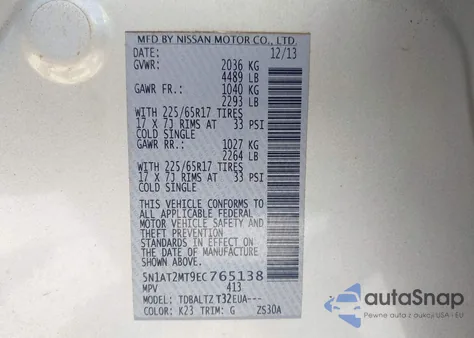 MFD BY NISSAN MOTOR CO., LTD.
DATE: 12/13
GVWR: 2036 KG
4489 LB
GAWR FR.: 1040 KG
2293 LB
WITH 225/65R17 TIRES
17 X 7J RIMS AT 33 PSI
COLD SINGLE
GAWR RR.: 1027 KG
2264 LB
WITH 225/65R17 TIRES
17 X 7J RIMS AT 33 PSI
COLD SINGLE
THIS VEHICLE CONFORMS TO
ALL APPLICABLE FEDERAL
MOTOR VEHICLE SAFETY AND
THEFT PREVENTION
STANDARDS IN EFFECT ON
THE DATE OF MANUFACTURE
SHOWN ABOVE.
5N1AT2MT9EC765138
MPV 413
MODEL: TDBALTZ T32EUA---
COLOR: K23 TRIM: G ZS30A
autoSnap
АВТО З АУКЦІОНІВ USA І EU